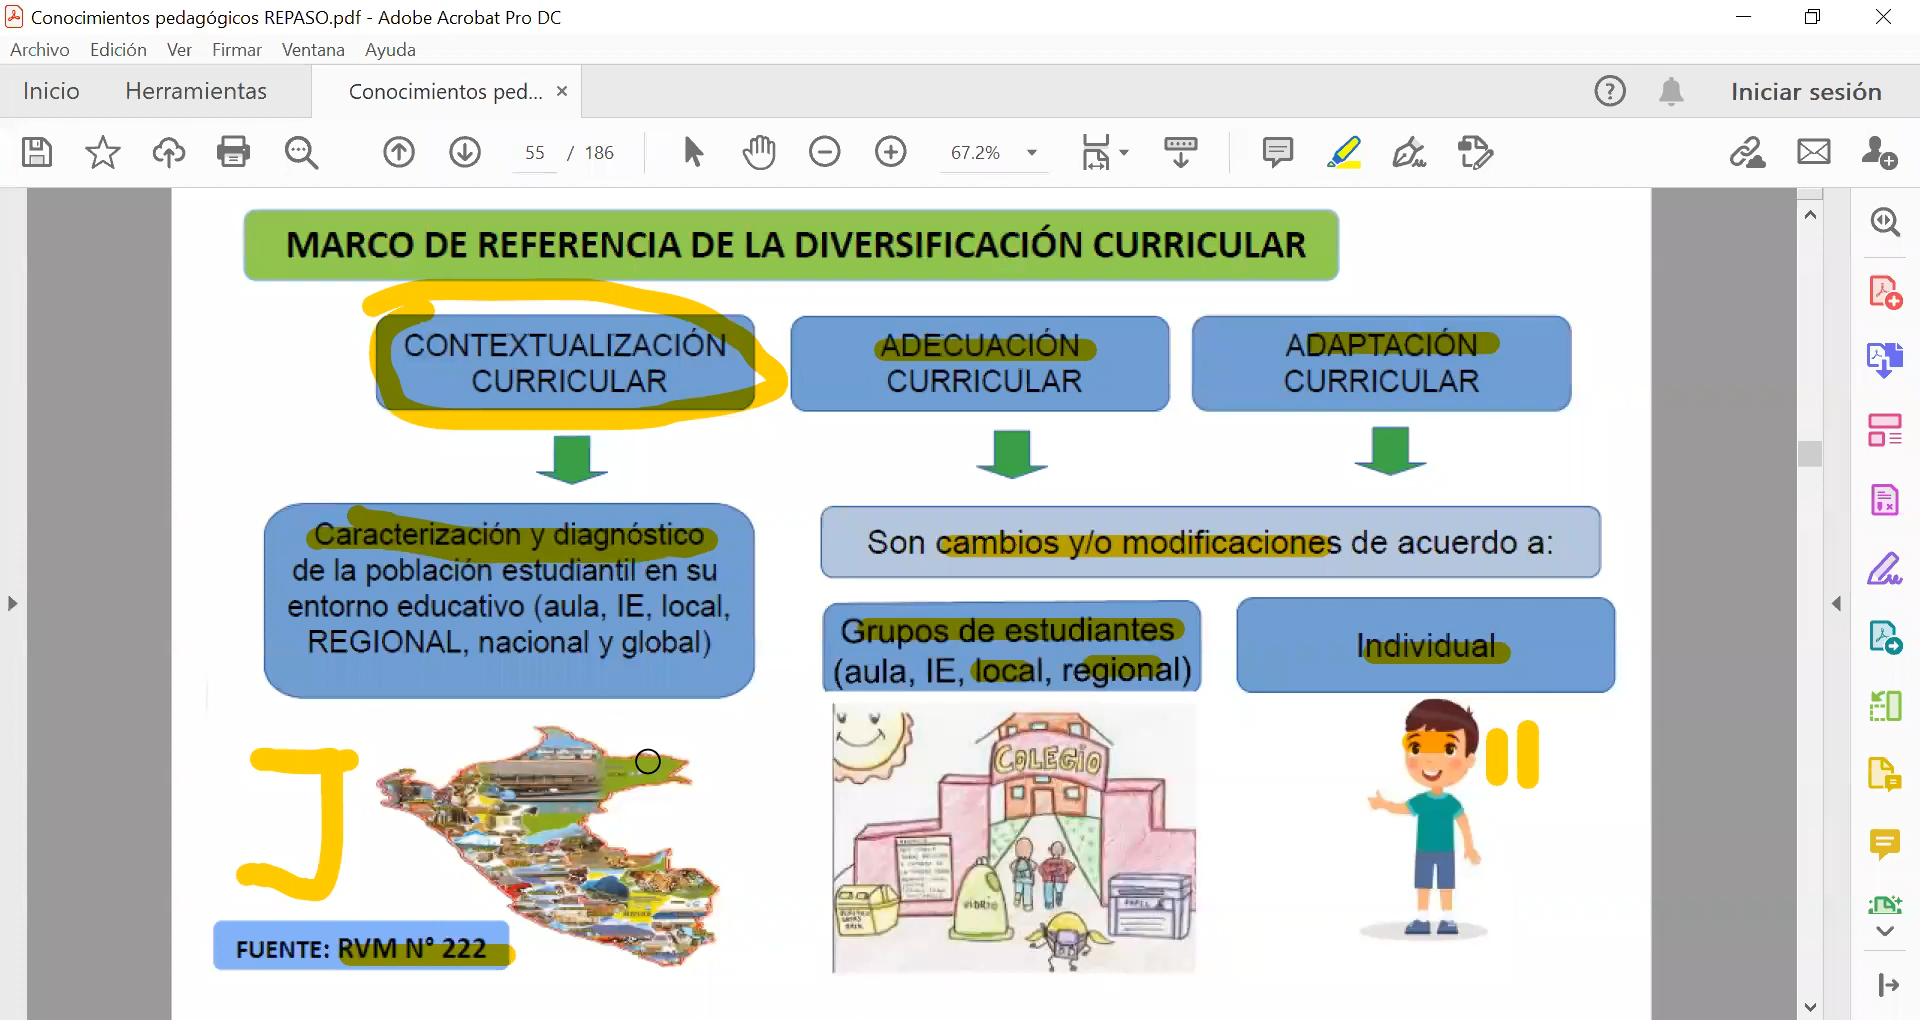 Conocimientos pedagógicos REPASO.pdf - Adobe Acrobat Pro DC
Archivo Edición Ver Firmar Ventana Ayuda
Inicio Herramientas Conocimientos ped... × Iniciar sesión
55 / 186 67.2%
MARCO DE REFERENCIA DE LA DIVERSIFICACIÓN CURRICULAR
CONTEXTUALIZACIÓN
CURRICULAR
ADECUACIÓN
CURRICULAR
ADAPTACIÓN
CURRICULAR
Caracterización y diagnóstico
de la población estudiantil en su
entorno educativo (aula, IE, local,
REGIONAL, nacional y global)
Son cambios y/o modificaciones de acuerdo a:
Grupos de estudiantes
(aula, IE, local, regional)
Individual
J
COLEGIO
VIDRIO
PAPEL
FUENTE: RVM N° 222